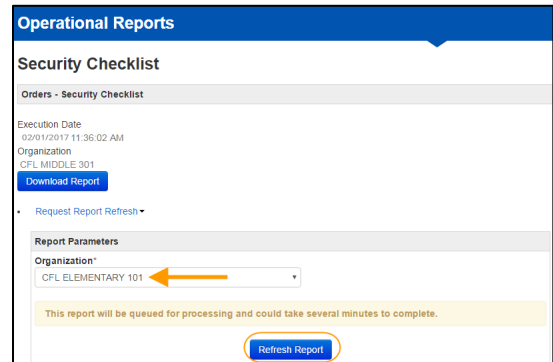 Operational Reports
Security Checklist
Orders - Security Checklist
Execution Date
02/01/2017 11:36:02 AM
Organization
CFL MIDDLE 301
Download Report
Request Report Refresh
Report Parameters
Organization*
CFL ELEMENTARY 101
This report will be queued for processing and could take several minutes to complete.
Refresh Report